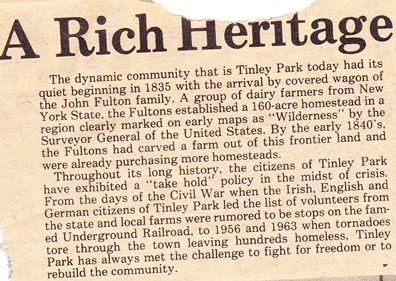 A Rich Heritage
The dynamic community that is Tinley Park today had its
quiet beginning in 1835 with the arrival by covered wagon of
the John Fulton family. A group of dairy farmers from New
York State, the Fultons established a 160-acre homestead in a
region clearly marked on early maps as "Wilderness" by the
Surveyor General of the United States. By the early 1840's,
the Fultons had carved a farm out of this frontier land and
were already purchasing more homesteads.
Throughout its long history, the citizens of Tinley Park
have exhibited a "take hold" policy in the midst of crisis.
From the days of the Civil War when the Irish, English and
German citizens of Tinley Park led the list of volunteers from
the state and local farms were rumored to be stops on the fam-
ed Underground Railroad, to 1956 and 1963 when tornadoes
tore through the town leaving hundreds homeless, Tinley
Park has always met the challenge to fight for freedom or to
rebuild the community.